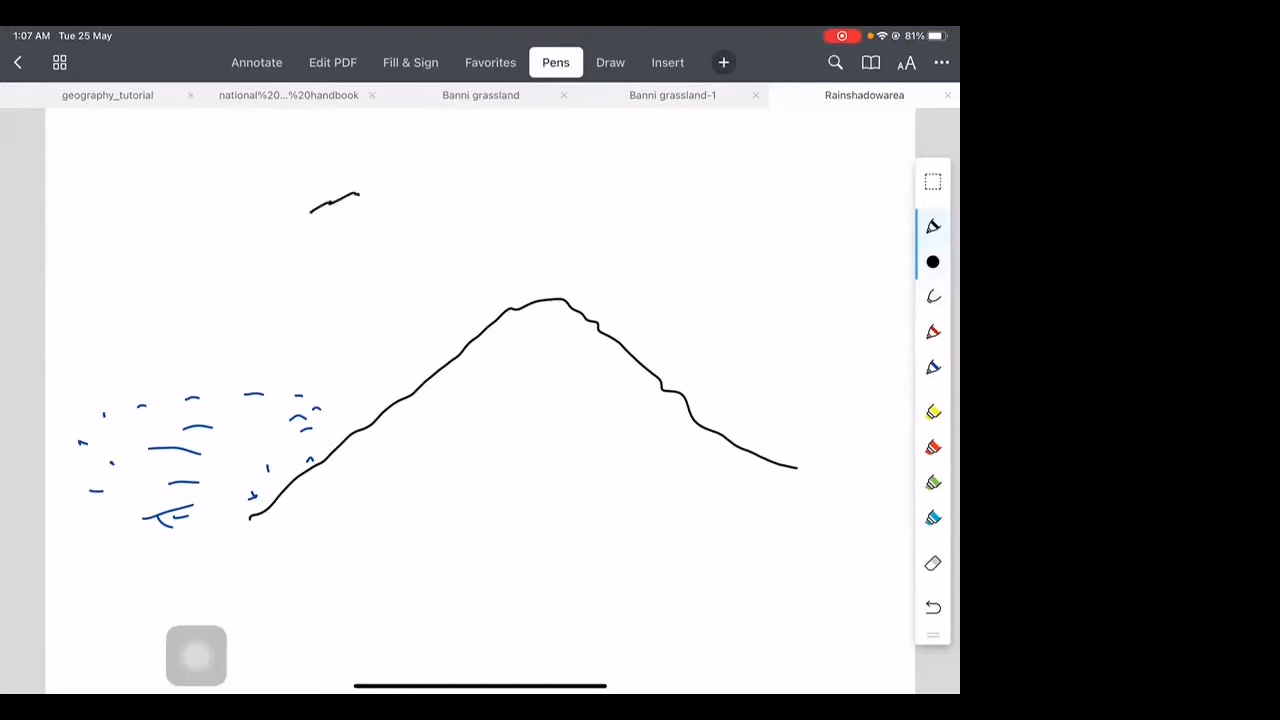 1:07 AM Tue 25 May 81%
Annotate Edit PDF Fill & Sign Favorites Pens Draw Insert
AA
geography_tutorial national%20...%20handbook Banni grassland Banni grassland-1 Rainshadowarea